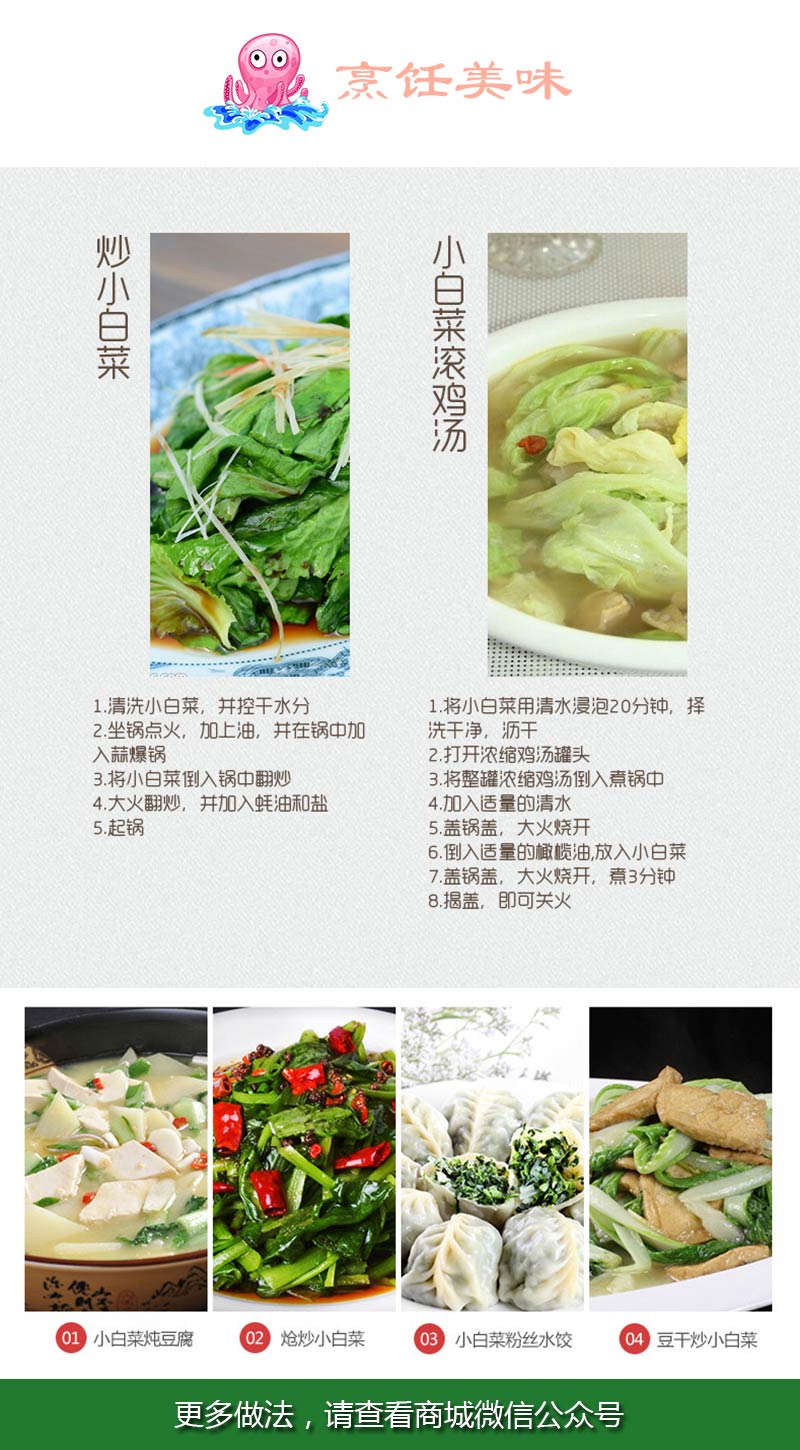 烹饪美味
炒小白菜
小白菜滚鸡汤
1.清洗小白菜，并控干水分
2.坐锅点火，加上油，并在锅中加
入蒜爆锅
3.将小白菜倒入锅中翻炒
4.大火翻炒，并加入蚝油和盐
5.起锅
1.将小白菜用清水浸泡20分钟，择
洗干净，沥干
2.打开浓缩鸡汤罐头
3.将整罐浓缩鸡汤倒入煮锅中
4.加入适量的清水
5.盖锅盖，大火烧开
6.倒入适量的橄榄油,放入小白菜
7.盖锅盖，大火烧开，煮3分钟
8.揭盖，即可关火
01 小白菜炖豆腐
02 炝炒小白菜
03 小白菜粉丝水饺
04 豆干炒小白菜
更多做法，请查看商城微信公众号